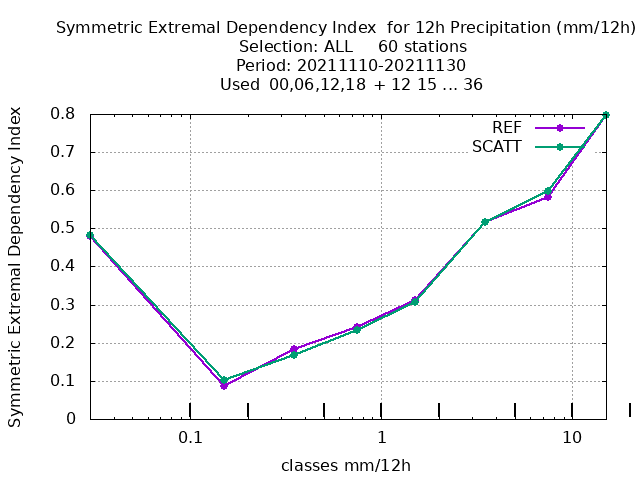 Symmetric Extremal Dependency Index  for 12h Precipitation (mm/12h)
Selection: ALL     60 stations
Period: 20211110-20211130
Used  00,06,12,18  + 12 15 ... 36
Symmetric Extremal Dependency Index
REF
SCATT
0.8
0.7
0.6
0.5
0.4
0.3
0.2
0.1
0
0.1
1
10
classes mm/12h